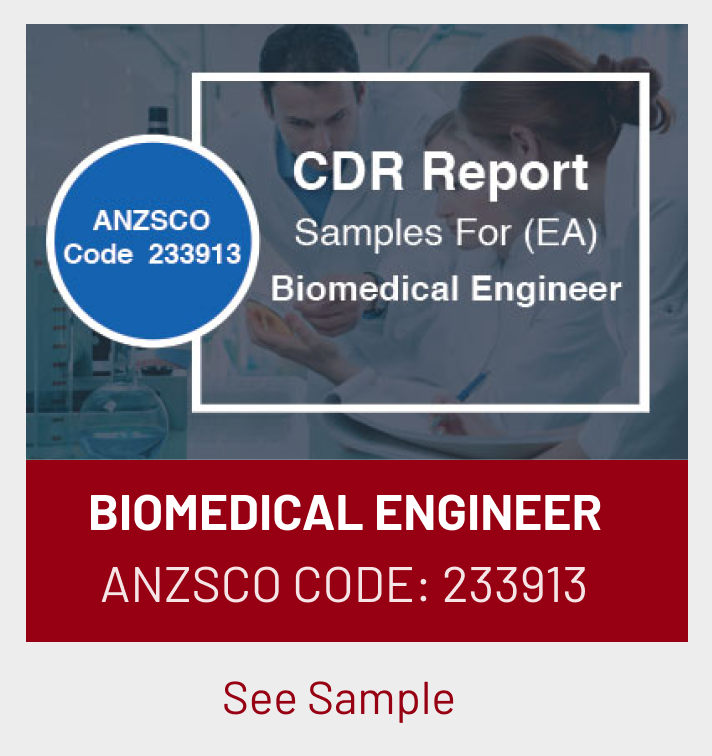 CDR Report
Samples For (EA)
Biomedical Engineer
ANZSCO
Code 233913
BIOMEDICAL ENGINEER
ANZSCO CODE: 233913
See Sample